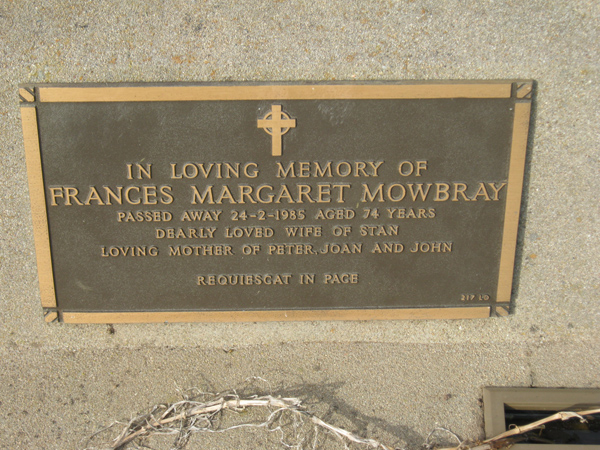 IN LOVING MEMORY OF
FRANCES MARGARET MOWBRAY
PASSED AWAY 24-2-1985 AGED 74 YEARS
DEARLY LOVED WIFE OF STAN
LOVING MOTHER OF PETER, JOAN AND JOHN
REQUIESCAT IN PACE